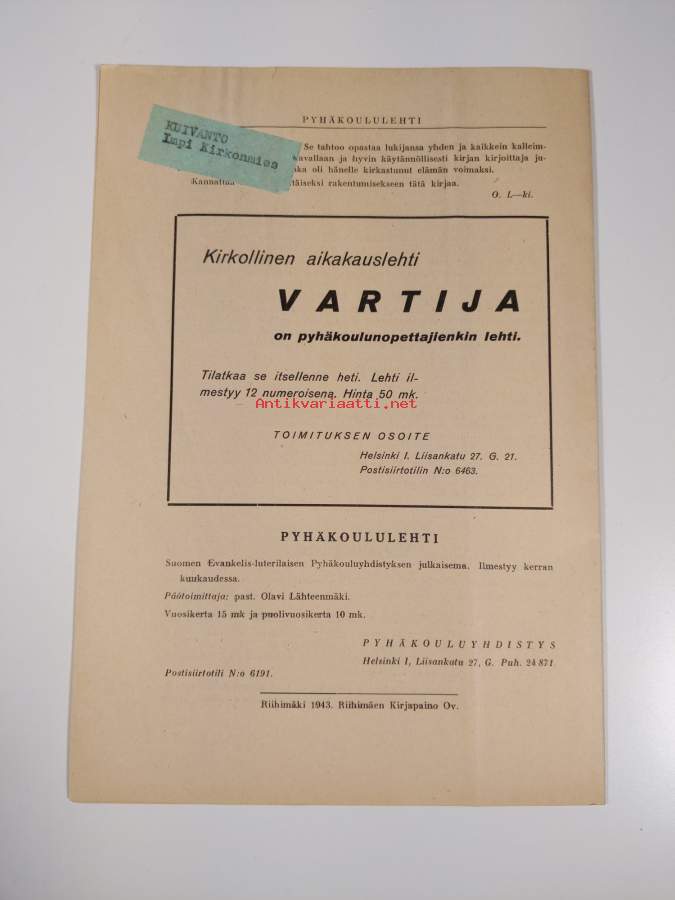 PYHÄKOULULEHTI
KUIVANTO
Impi Kirkonmies
Se tahtoo opastaa lukijansa yhden ja kaikkein kalleim-
kavallaan ja hyvin käytännöllisesti kirjan kirjoittaja ju-
ka oli hänelle kirkastunut elämän voimaksi.
Kannattaa täiseksi rakentumisekseen tätä kirjaa.
O. L—ki.
Kirkollinen aikakauslehti
VARTIJA
on pyhäkoulunopettajienkin lehti.
Tilatkaa se itsellenne heti. Lehti il-
mestyy 12 numeroisena. Hinta 50 mk.
Antikvariaatti.net
TOIMITUKSEN OSOITE
Helsinki I. Liisankatu 27. G. 21.
Postisiirtotilin N:o 6463.
PYHÄKOULULEHTI
Suomen Evankelis-luterilaisen Pyhäkouluyhdistyksen julkaisema. Ilmestyy kerran
kuukaudessa.
Päätoimittaja: past. Olavi Lähteenmäki.
Vuosikerta 15 mk ja puolivuosikerta 10 mk.
PYHÄKOULUYHDISTYS
Helsinki I, Liisankatu 27, G. Puh. 24 871
Postisiirtotili N:o 6191.
Riihimäki 1943. Riihimäen Kirjapaino Oy.